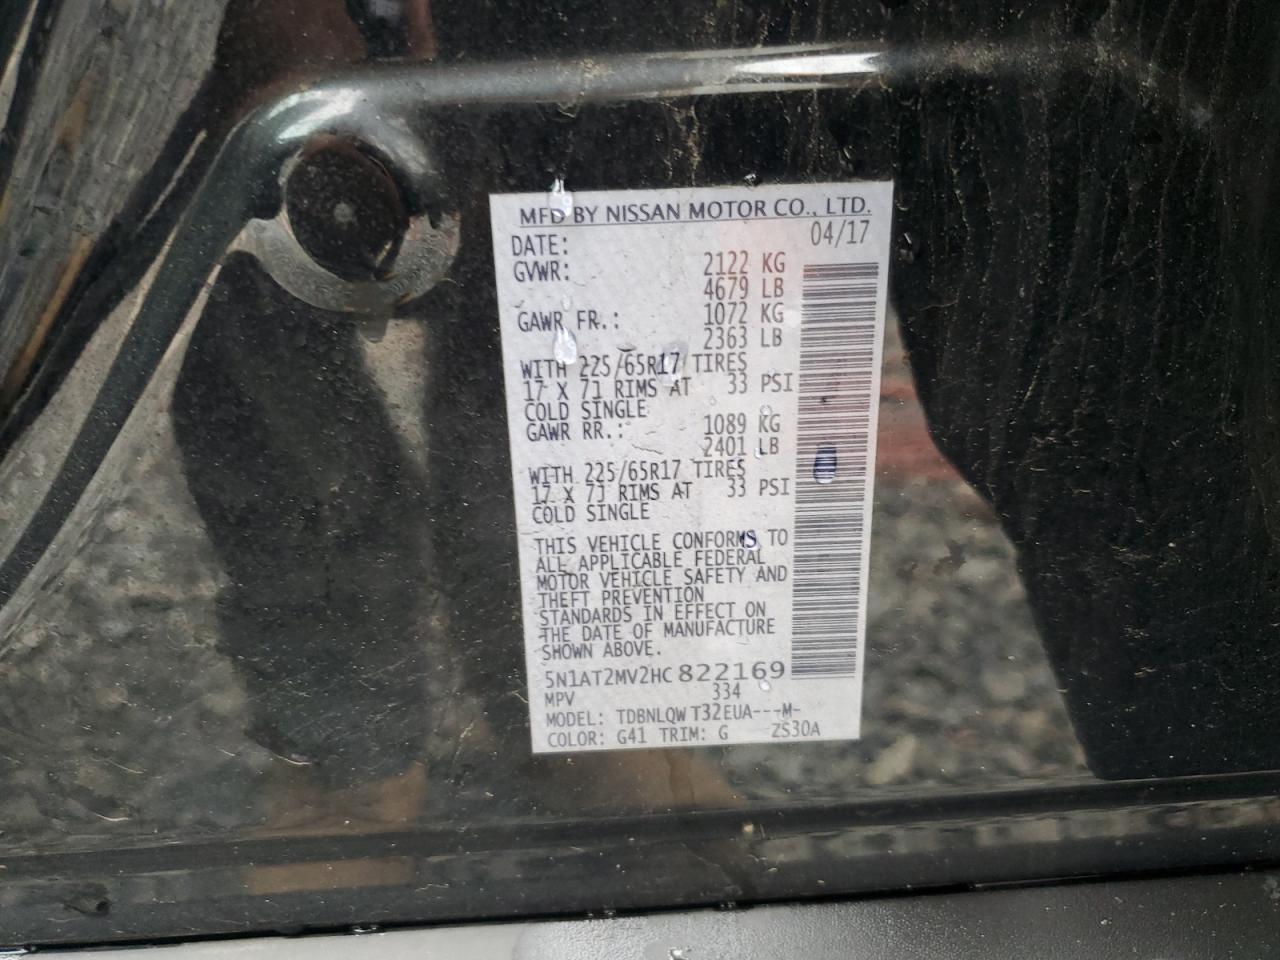 MFD BY NISSAN MOTOR CO., LTD.
DATE: 04/17
GVWR: 2122 KG
4679 LB
GAWR FR.: 1072 KG
2363 LB
WITH 225/65R17 TIRES
17 X 7J RIMS AT 33 PSI
COLD SINGLE
GAWR RR.: 1089 KG
2401 LB
WITH 225/65R17 TIRES
17 X 7J RIMS AT 33 PSI
COLD SINGLE
THIS VEHICLE CONFORMS TO
ALL APPLICABLE FEDERAL
MOTOR VEHICLE SAFETY AND
THEFT PREVENTION
STANDARDS IN EFFECT ON
THE DATE OF MANUFACTURE
SHOWN ABOVE.
5N1AT2MV2HC 822169
MPV 334
MODEL: TDBNLQW T32EUA---M-
COLOR: G41 TRIM: G ZS30A